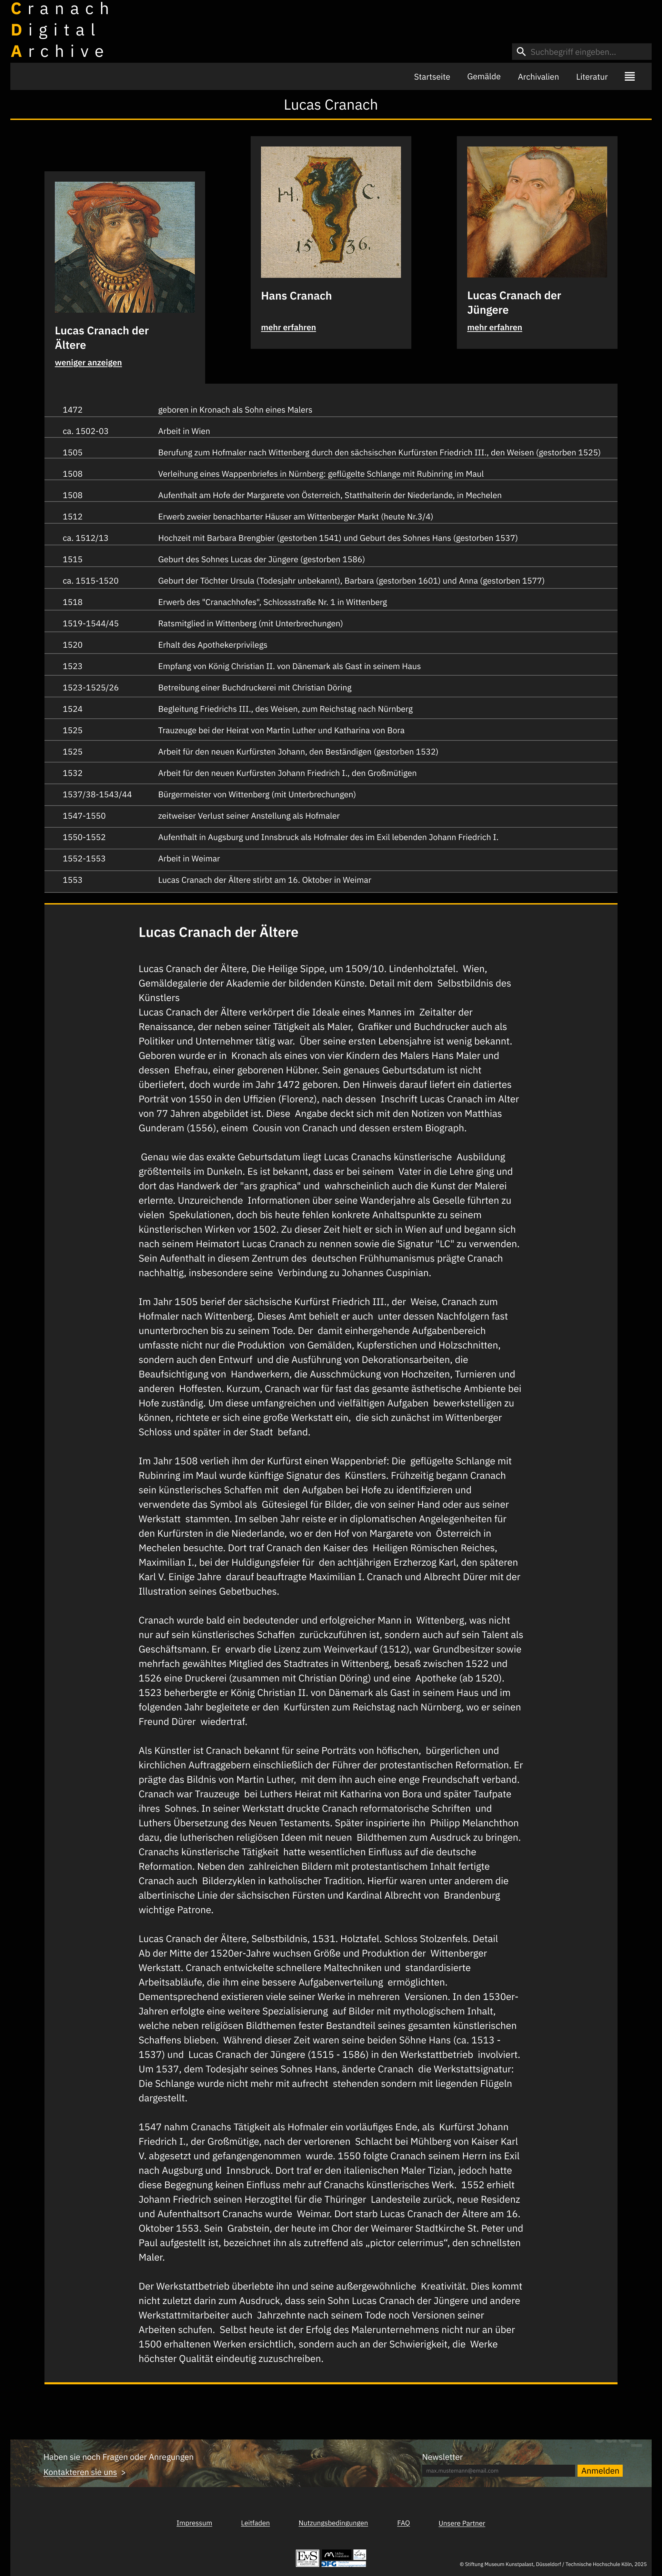 Cranach
Digital
Archive
Suchbegriff eingeben...
Startseite Gemälde Archivalien Literatur
Lucas Cranach
H. C.
15 36.
Lucas Cranach der
Ältere
weniger anzeigen
Hans Cranach
mehr erfahren
Lucas Cranach der
Jüngere
mehr erfahren
1472 geboren in Kronach als Sohn eines Malers
ca. 1502-03 Arbeit in Wien
1505 Berufung zum Hofmaler nach Wittenberg durch den sächsischen Kurfürsten Friedrich III., den Weisen (gestorben 1525)
1508 Verleihung eines Wappenbriefes in Nürnberg: geflügelte Schlange mit Rubinring im Maul
1508 Aufenthalt am Hofe der Margarete von Österreich, Statthalterin der Niederlande, in Mechelen
1512 Erwerb zweier benachbarter Häuser am Wittenberger Markt (heute Nr.3/4)
ca. 1512/13 Hochzeit mit Barbara Brengbier (gestorben 1541) und Geburt des Sohnes Hans (gestorben 1537)
1515 Geburt des Sohnes Lucas der Jüngere (gestorben 1586)
ca. 1515-1520 Geburt der Töchter Ursula (Todesjahr unbekannt), Barbara (gestorben 1601) und Anna (gestorben 1577)
1518 Erwerb des "Cranachhofes", Schlossstraße Nr. 1 in Wittenberg
1519-1544/45 Ratsmitglied in Wittenberg (mit Unterbrechungen)
1520 Erhalt des Apothekerprivilegs
1523 Empfang von König Christian II. von Dänemark als Gast in seinem Haus
1523-1525/26 Betreibung einer Buchdruckerei mit Christian Döring
1524 Begleitung Friedrichs III., des Weisen, zum Reichstag nach Nürnberg
1525 Trauzeuge bei der Heirat von Martin Luther und Katharina von Bora
1525 Arbeit für den neuen Kurfürsten Johann, den Beständigen (gestorben 1532)
1532 Arbeit für den neuen Kurfürsten Johann Friedrich I., den Großmütigen
1537/38-1543/44 Bürgermeister von Wittenberg (mit Unterbrechungen)
1547-1550 zeitweiser Verlust seiner Anstellung als Hofmaler
1550-1552 Aufenthalt in Augsburg und Innsbruck als Hofmaler des im Exil lebenden Johann Friedrich I.
1552-1553 Arbeit in Weimar
1553 Lucas Cranach der Ältere stirbt am 16. Oktober in Weimar
Lucas Cranach der Ältere
Lucas Cranach der Ältere, Die Heilige Sippe, um 1509/10. Lindenholztafel. Wien,
Gemäldegalerie der Akademie der bildenden Künste. Detail mit dem Selbstbildnis des
Künstlers
Lucas Cranach der Ältere verkörpert die Ideale eines Mannes im Zeitalter der
Renaissance, der neben seiner Tätigkeit als Maler, Grafiker und Buchdrucker auch als
Politiker und Unternehmer tätig war. Über seine ersten Lebensjahre ist wenig bekannt.
Geboren wurde er in Kronach als eines von vier Kindern des Malers Hans Maler und
dessen Ehefrau, einer geborenen Hübner. Sein genaues Geburtsdatum ist nicht
überliefert, doch wurde im Jahr 1472 geboren. Den Hinweis darauf liefert ein datiertes
Porträt von 1550 in den Uffizien (Florenz), nach dessen Inschrift Lucas Cranach im Alter
von 77 Jahren abgebildet ist. Diese Angabe deckt sich mit den Notizen von Matthias
Gunderam (1556), einem Cousin von Cranach und dessen erstem Biograph.
Genau wie das exakte Geburtsdatum liegt Lucas Cranachs künstlerische Ausbildung
größtenteils im Dunkeln. Es ist bekannt, dass er bei seinem Vater in die Lehre ging und
dort das Handwerk der "ars graphica" und wahrscheinlich auch die Kunst der Malerei
erlernte. Unzureichende Informationen über seine Wanderjahre als Geselle führten zu
vielen Spekulationen, doch bis heute fehlen konkrete Anhaltspunkte zu seinem
künstlerischen Wirken vor 1502. Zu dieser Zeit hielt er sich in Wien auf und begann sich
nach seinem Heimatort Lucas Cranach zu nennen sowie die Signatur "LC" zu verwenden.
Sein Aufenthalt in diesem Zentrum des deutschen Frühhumanismus prägte Cranach
nachhaltig, insbesondere seine Verbindung zu Johannes Cuspinian.
Im Jahr 1505 berief der sächsische Kurfürst Friedrich III., der Weise, Cranach zum
Hofmaler nach Wittenberg. Dieses Amt behielt er auch unter dessen Nachfolgern fast
ununterbrochen bis zu seinem Tode. Der damit einhergehende Aufgabenbereich
umfasste nicht nur die Produktion von Gemälden, Kupferstichen und Holzschnitten,
sondern auch den Entwurf und die Ausführung von Dekorationsarbeiten, die
Beaufsichtigung von Handwerkern, die Ausschmückung von Hochzeiten, Turnieren und
anderen Hoffesten. Kurzum, Cranach war für fast das gesamte ästhetische Ambiente bei
Hofe zuständig. Um diese umfangreichen und vielfältigen Aufgaben bewerkstelligen zu
können, richtete er sich eine große Werkstatt ein, die sich zunächst im Wittenberger
Schloss und später in der Stadt befand.
Im Jahr 1508 verlieh ihm der Kurfürst einen Wappenbrief: Die geflügelte Schlange mit
Rubinring im Maul wurde künftige Signatur des Künstlers. Frühzeitig begann Cranach
sein künstlerisches Schaffen mit den Aufgaben bei Hofe zu identifizieren und
verwendete das Symbol als Gütesiegel für Bilder, die von seiner Hand oder aus seiner
Werkstatt stammten. Im selben Jahr reiste er in diplomatischen Angelegenheiten für
den Kurfürsten in die Niederlande, wo er den Hof von Margarete von Österreich in
Mechelen besuchte. Dort traf Cranach den Kaiser des Heiligen Römischen Reiches,
Maximilian I., bei der Huldigungsfeier für den achtjährigen Erzherzog Karl, den späteren
Karl V. Einige Jahre darauf beauftragte Maximilian I. Cranach und Albrecht Dürer mit der
Illustration seines Gebetbuches.
Cranach wurde bald ein bedeutender und erfolgreicher Mann in Wittenberg, was nicht
nur auf sein künstlerisches Schaffen zurückzuführen ist, sondern auch auf sein Talent als
Geschäftsmann. Er erwarb die Lizenz zum Weinverkauf (1512), war Grundbesitzer sowie
mehrfach gewähltes Mitglied des Stadtrates in Wittenberg, besaß zwischen 1522 und
1526 eine Druckerei (zusammen mit Christian Döring) und eine Apotheke (ab 1520).
1523 beherbergte er König Christian II. von Dänemark als Gast in seinem Haus und im
folgenden Jahr begleitete er den Kurfürsten zum Reichstag nach Nürnberg, wo er seinen
Freund Dürer wiedertraf.
Als Künstler ist Cranach bekannt für seine Porträts von höfischen, bürgerlichen und
kirchlichen Auftraggebern einschließlich der Führer der protestantischen Reformation. Er
prägte das Bildnis von Martin Luther, mit dem ihn auch eine enge Freundschaft verband.
Cranach war Trauzeuge bei Luthers Heirat mit Katharina von Bora und später Taufpate
ihres Sohnes. In seiner Werkstatt druckte Cranach reformatorische Schriften und
Luthers Übersetzung des Neuen Testaments. Später inspirierte ihn Philipp Melanchthon
dazu, die lutherischen religiösen Ideen mit neuen Bildthemen zum Ausdruck zu bringen.
Cranachs künstlerische Tätigkeit hatte wesentlichen Einfluss auf die deutsche
Reformation. Neben den zahlreichen Bildern mit protestantischem Inhalt fertigte
Cranach auch Bilderzyklen in katholischer Tradition. Hierfür waren unter anderem die
albertinische Linie der sächsischen Fürsten und Kardinal Albrecht von Brandenburg
wichtige Patrone.
Lucas Cranach der Ältere, Selbstbildnis, 1531. Holztafel. Schloss Stolzenfels. Detail
Ab der Mitte der 1520er-Jahre wuchsen Größe und Produktion der Wittenberger
Werkstatt. Cranach entwickelte schnellere Maltechniken und standardisierte
Arbeitsabläufe, die ihm eine bessere Aufgabenverteilung ermöglichten.
Dementsprechend existieren viele seiner Werke in mehreren Versionen. In den 1530er-
Jahren erfolgte eine weitere Spezialisierung auf Bilder mit mythologischem Inhalt,
welche neben religiösen Bildthemen fester Bestandteil seines gesamten künstlerischen
Schaffens blieben. Während dieser Zeit waren seine beiden Söhne Hans (ca. 1513 -
1537) und Lucas Cranach der Jüngere (1515 - 1586) in den Werkstattbetrieb involviert.
Um 1537, dem Todesjahr seines Sohnes Hans, änderte Cranach die Werkstattsignatur:
Die Schlange wurde nicht mehr mit aufrecht stehenden sondern mit liegenden Flügeln
dargestellt.
1547 nahm Cranachs Tätigkeit als Hofmaler ein vorläufiges Ende, als Kurfürst Johann
Friedrich I., der Großmütige, nach der verlorenen Schlacht bei Mühlberg von Kaiser Karl
V. abgesetzt und gefangengenommen wurde. 1550 folgte Cranach seinem Herrn ins Exil
nach Augsburg und Innsbruck. Dort traf er den italienischen Maler Tizian, jedoch hatte
diese Begegnung keinen Einfluss mehr auf Cranachs künstlerisches Werk. 1552 erhielt
Johann Friedrich seinen Herzogtitel für die Thüringer Landesteile zurück, neue Residenz
und Aufenthaltsort Cranachs wurde Weimar. Dort starb Lucas Cranach der Ältere am 16.
Oktober 1553. Sein Grabstein, der heute im Chor der Weimarer Stadtkirche St. Peter und
Paul aufgestellt ist, bezeichnet ihn als zutreffend als „pictor celerrimus“, den schnellsten
Maler.
Der Werkstattbetrieb überlebte ihn und seine außergewöhnliche Kreativität. Dies kommt
nicht zuletzt darin zum Ausdruck, dass sein Sohn Lucas Cranach der Jüngere und andere
Werkstattmitarbeiter auch Jahrzehnte nach seinem Tode noch Versionen seiner
Arbeiten schufen. Selbst heute ist der Erfolg des Malerunternehmens nicht nur an über
1500 erhaltenen Werken ersichtlich, sondern auch an der Schwierigkeit, die Werke
höchster Qualität eindeutig zuzuschreiben.
Haben sie noch Fragen oder Anregungen
Kontakteren sie uns >
Newsletter
max.mustemann@email.com
Anmelden
Impressum Leitfaden Nutzungsbedingungen FAQ Unsere Partner
EvS
DFG
© Stiftung Museum Kunstpalast, Düsseldorf / Technische Hochschule Köln, 2025